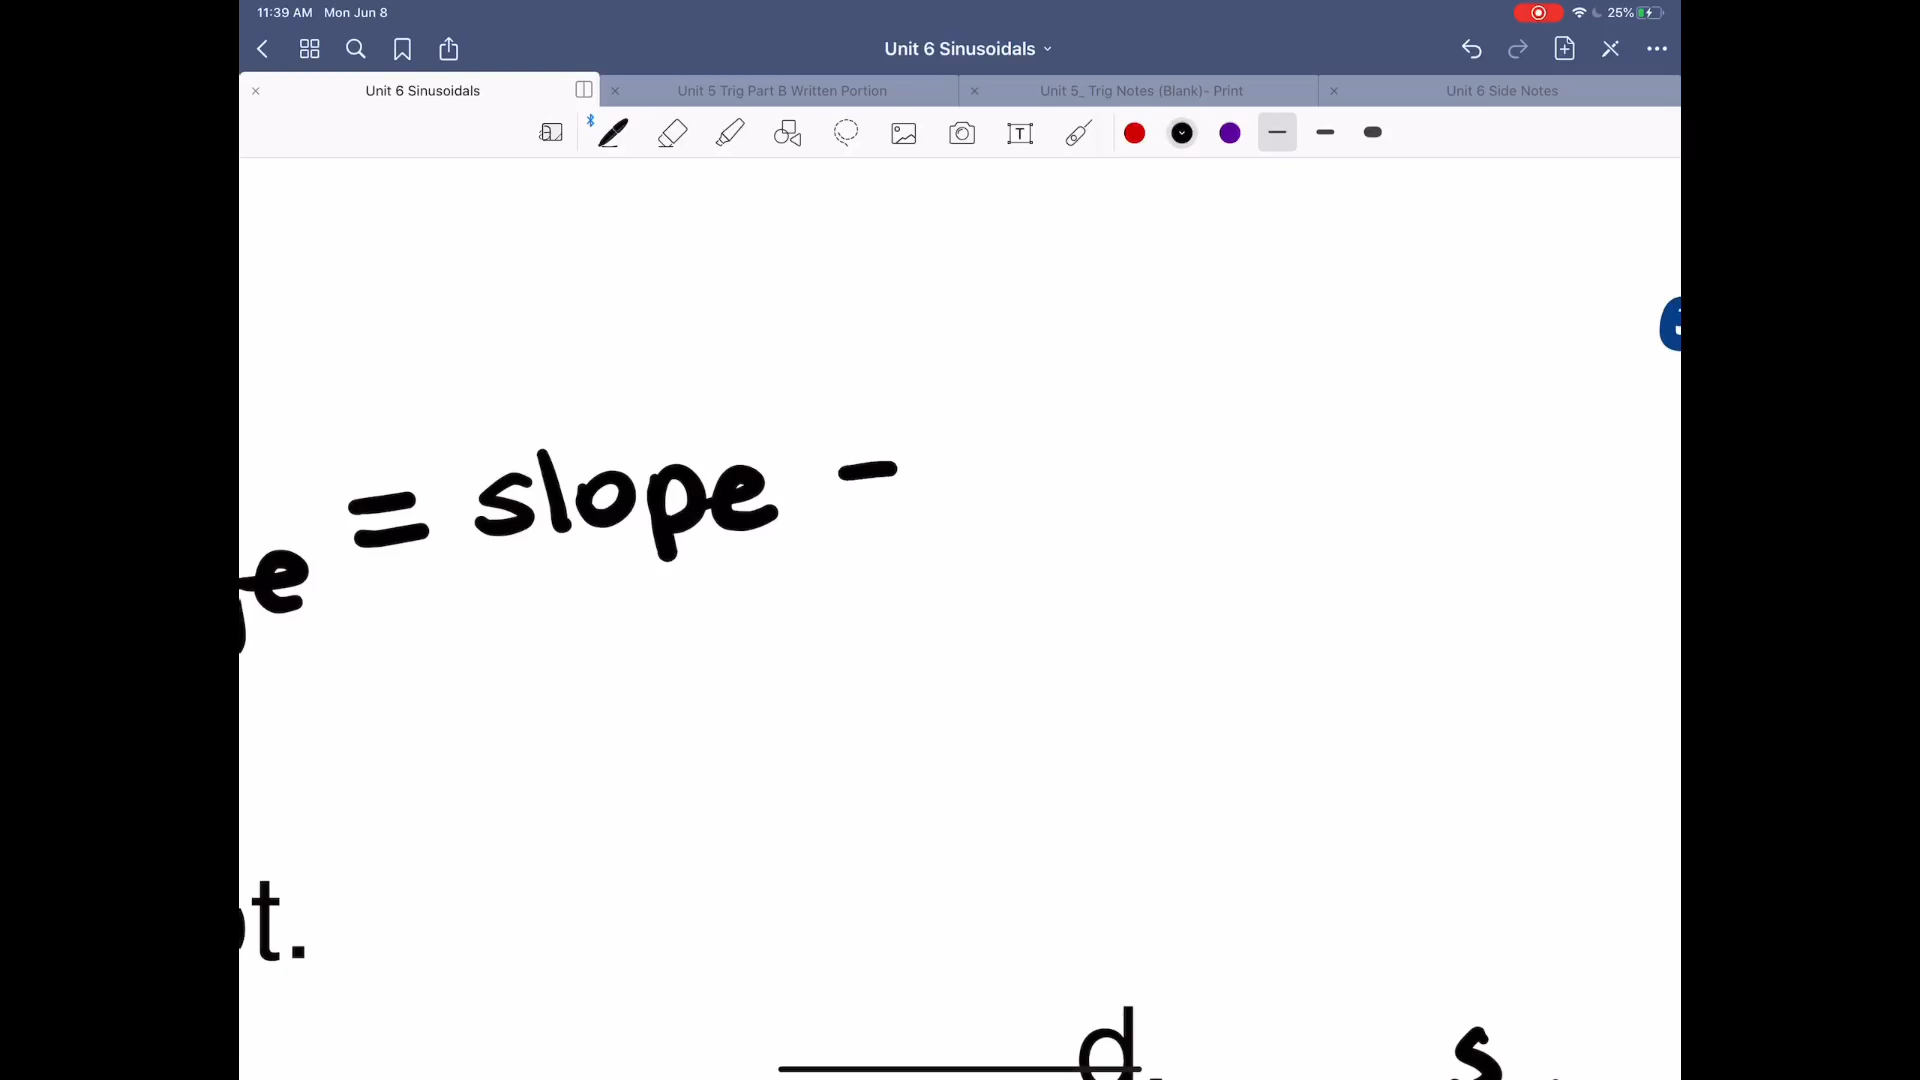 11:39 AM Mon Jun 8
25%
Unit 6 Sinusoidals
Unit 6 Sinusoidals
Unit 5 Trig Part B Written Portion
Unit 5_ Trig Notes (Blank)- Print
Unit 6 Side Notes
T
= slope -
ge
t.
d.
s